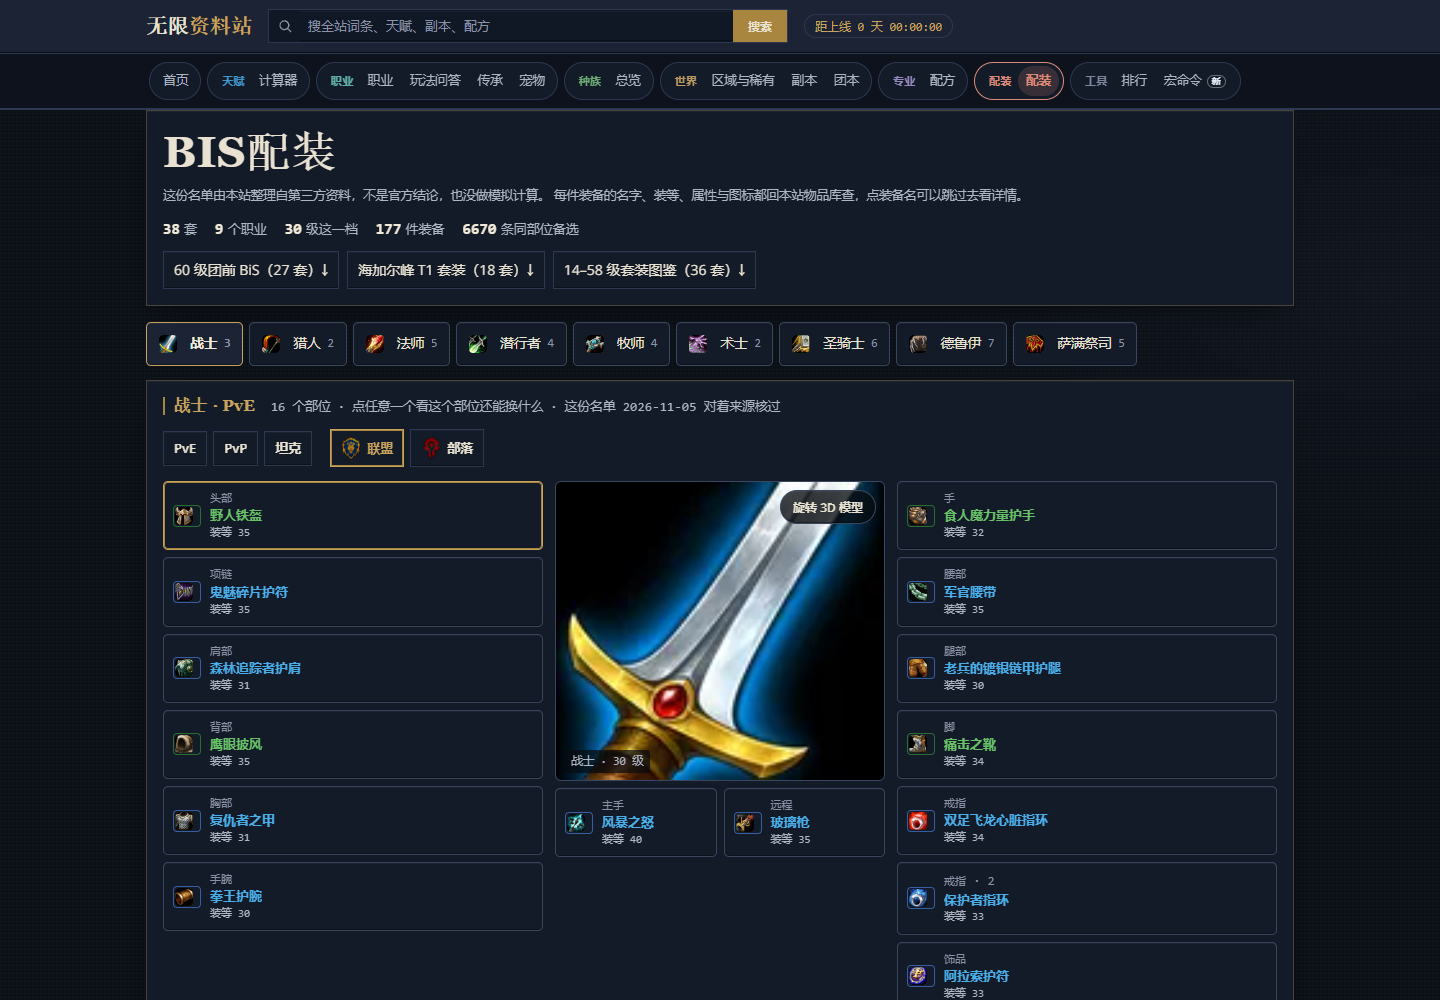 无限资料站
搜全站词条、天赋、副本、配方
搜索
距上线 0 天 00:00:00
首页
天赋 计算器
职业 职业 玩法问答 传承 宠物
种族 总览
世界 区域与稀有 副本 团本
专业 配方
配装 配装
工具 排行 宏命令 新
BIS配装
这份名单由本站整理自第三方资料，不是官方结论，也没做模拟计算。 每件装备的名字、装等、属性与图标都回本站物品库查，点装备名可以跳过去看详情。
38 套 9 个职业 30 级这一档 177 件装备 6670 条同部位备选
60 级团前 BiS（27 套）↓
海加尔峰 T1 套装（18 套）↓
14–58 级套装图鉴（36 套）↓
战士 3
猎人 2
法师 5
潜行者 4
牧师 4
术士 2
圣骑士 6
德鲁伊 7
萨满祭司 5
战士 · PvE 16 个部位 · 点任意一个看这个部位还能换什么 · 这份名单 2026-11-05 对着来源核过
PvE
PvP
坦克
联盟
部落
头部
野人铁盔
装等 35
项链
鬼魅碎片护符
装等 35
肩部
森林追踪者护肩
装等 31
背部
鹰眼披风
装等 35
胸部
复仇者之甲
装等 31
手腕
拳王护腕
装等 30
旋转 3D 模型
战士 · 30 级
主手
风暴之怒
装等 40
远程
玻璃枪
装等 35
手
食人魔力量护手
装等 32
腰部
军官腰带
装等 35
腿部
老兵的镀银链甲护腿
装等 30
脚
痛击之靴
装等 34
戒指
双足飞龙心脏指环
装等 34
戒指 · 2
保护者指环
装等 33
饰品
阿拉索护符
装等 33